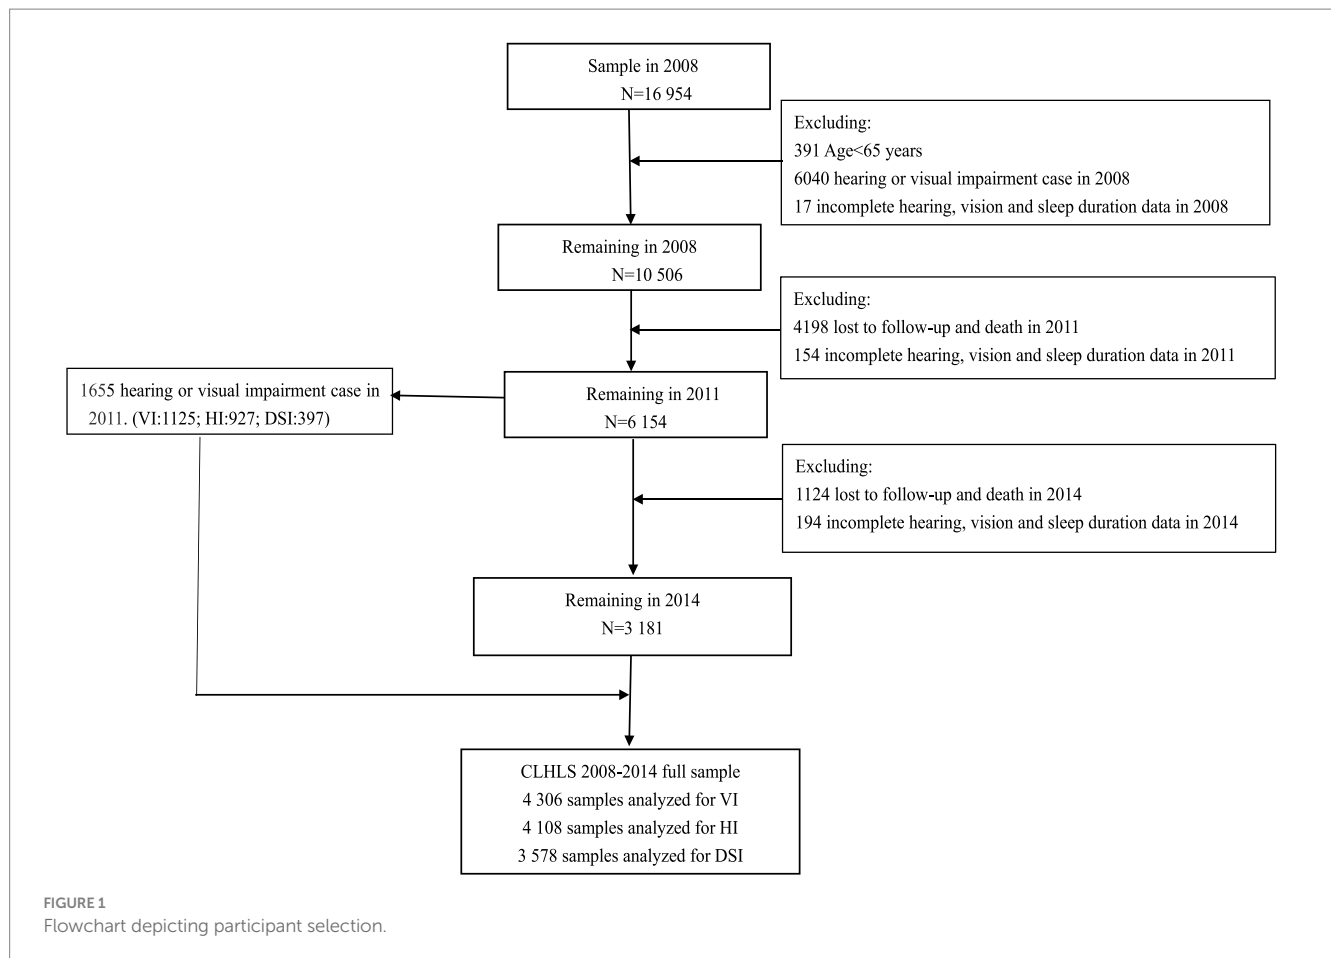 Sample in 2008
N=16 954
Excluding:
391 Age<65 years
6040 hearing or visual impairment case in 2008
17 incomplete hearing, vision and sleep duration data in 2008
Remaining in 2008
N=10 506
Excluding:
4198 lost to follow-up and death in 2011
154 incomplete hearing, vision and sleep duration data in 2011
1655 hearing or visual impairment case in
2011. (VI:1125; HI:927; DSI:397)
Remaining in 2011
N=6 154
Excluding:
1124 lost to follow-up and death in 2014
194 incomplete hearing, vision and sleep duration data in 2014
Remaining in 2014
N=3 181
CLHLS 2008-2014 full sample
4 306 samples analyzed for VI
4 108 samples analyzed for HI
3 578 samples analyzed for DSI
FIGURE 1
Flowchart depicting participant selection.